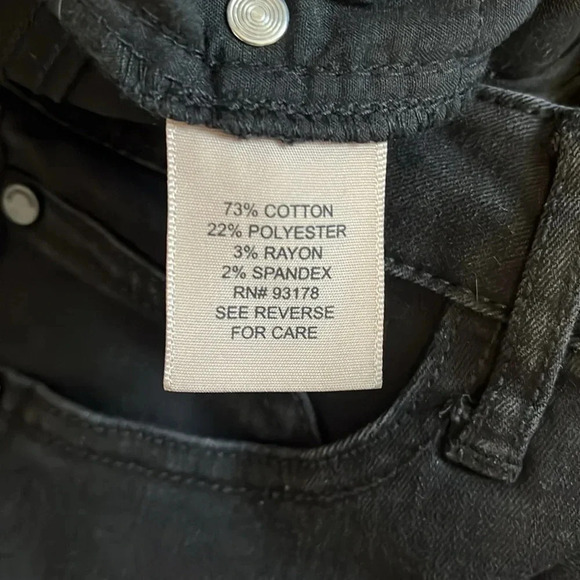 73% COTTON
22% POLYESTER
3% RAYON
2% SPANDEX
RN# 93178
SEE REVERSE
FOR CARE